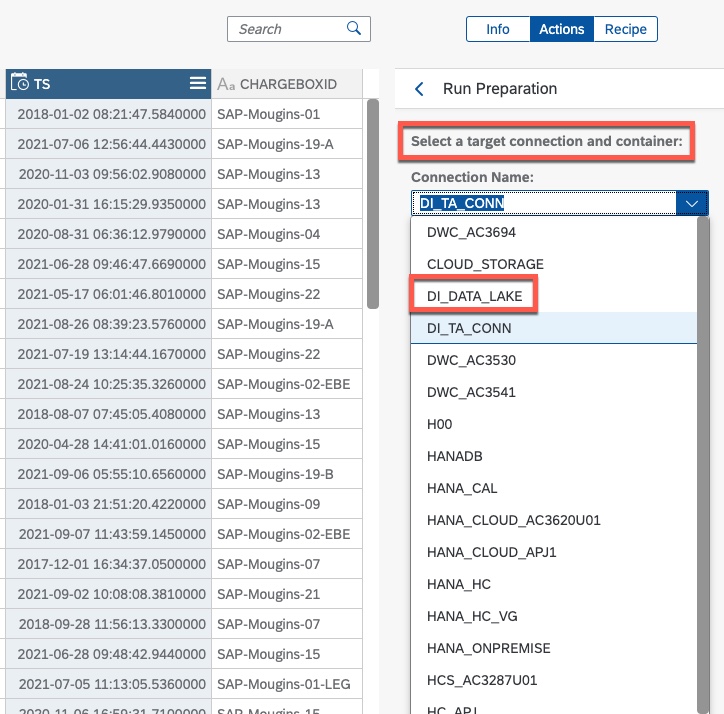 Search
Info Actions Recipe
TS CHARGEBOXID
2018-01-02 08:21:47.5840000 SAP-Mougins-01
2021-07-06 12:56:44.4430000 SAP-Mougins-19-A
2020-11-03 09:56:02.9080000 SAP-Mougins-13
2020-01-31 16:15:29.9350000 SAP-Mougins-13
2020-08-31 06:36:12.9790000 SAP-Mougins-04
2021-06-28 09:46:47.6690000 SAP-Mougins-15
2021-05-17 06:01:46.8010000 SAP-Mougins-22
2021-08-26 08:39:23.5760000 SAP-Mougins-19-A
2021-07-19 13:14:44.1670000 SAP-Mougins-22
2021-08-24 10:25:35.3260000 SAP-Mougins-02-EBE
2018-08-07 07:45:05.4080000 SAP-Mougins-13
2020-04-28 14:41:01.0160000 SAP-Mougins-15
2021-09-06 05:55:10.6560000 SAP-Mougins-19-B
2018-01-03 21:51:20.4220000 SAP-Mougins-09
2021-09-07 11:43:59.1450000 SAP-Mougins-02-EBE
2017-12-01 16:34:37.0500000 SAP-Mougins-07
2021-09-02 10:08:08.3810000 SAP-Mougins-21
2018-09-28 11:56:13.3300000 SAP-Mougins-07
2021-06-28 09:48:42.9440000 SAP-Mougins-15
2021-07-05 11:13:05.5360000 SAP-Mougins-01-LEG
2020-11-06 16:59:31.7100000 SAP-Mougins-15
Run Preparation
Select a target connection and container:
Connection Name:
DI_TA_CONN
DWC_AC3694
CLOUD_STORAGE
DI_DATA_LAKE
DI_TA_CONN
DWC_AC3530
DWC_AC3541
H00
HANADB
HANA_CAL
HANA_CLOUD_AC3620U01
HANA_CLOUD_APJ1
HANA_HC
HANA_HC_VG
HANA_ONPREMISE
HCS_AC3287U01
HC_APJ